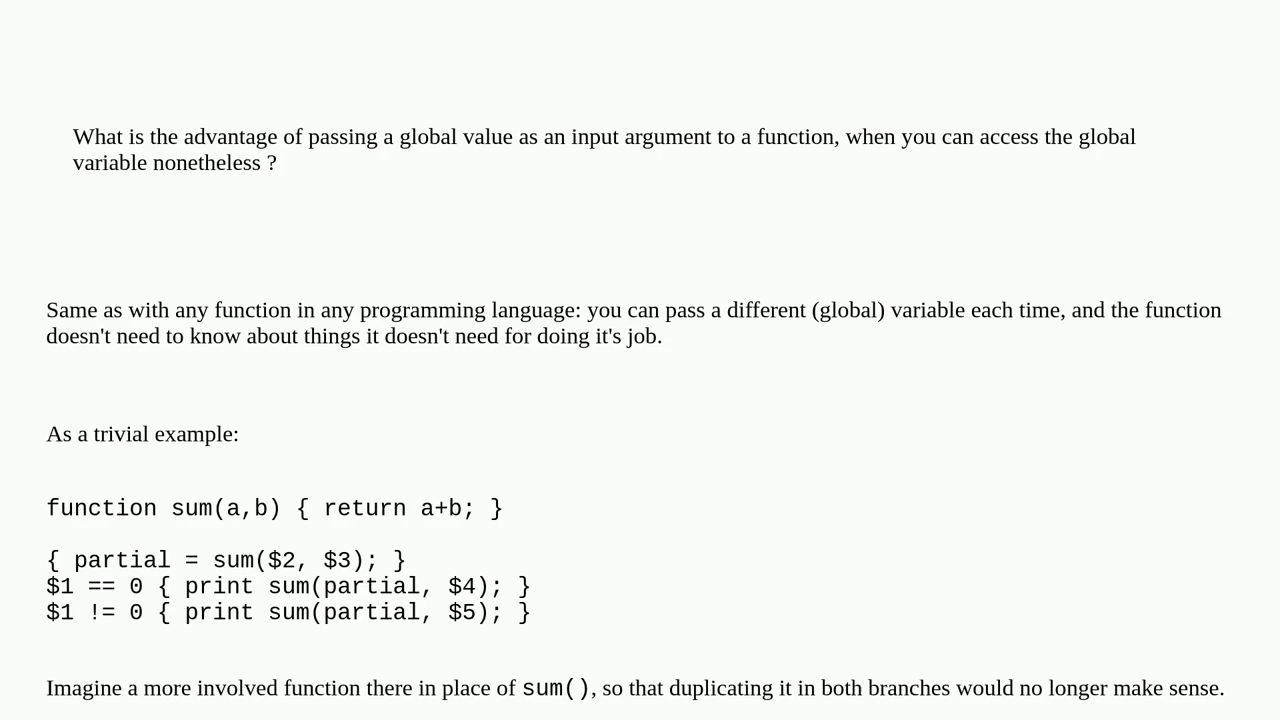 What is the advantage of passing a global value as an input argument to a function, when you can access the global
variable nonetheless ?
Same as with any function in any programming language: you can pass a different (global) variable each time, and the function
doesn't need to know about things it doesn't need for doing it's job.
As a trivial example:
function sum(a,b) { return a+b; }
{ partial = sum($2, $3); }
$1 == 0 { print sum(partial, $4); }
$1 != 0 { print sum(partial, $5); }
Imagine a more involved function there in place of sum(), so that duplicating it in both branches would no longer make sense.